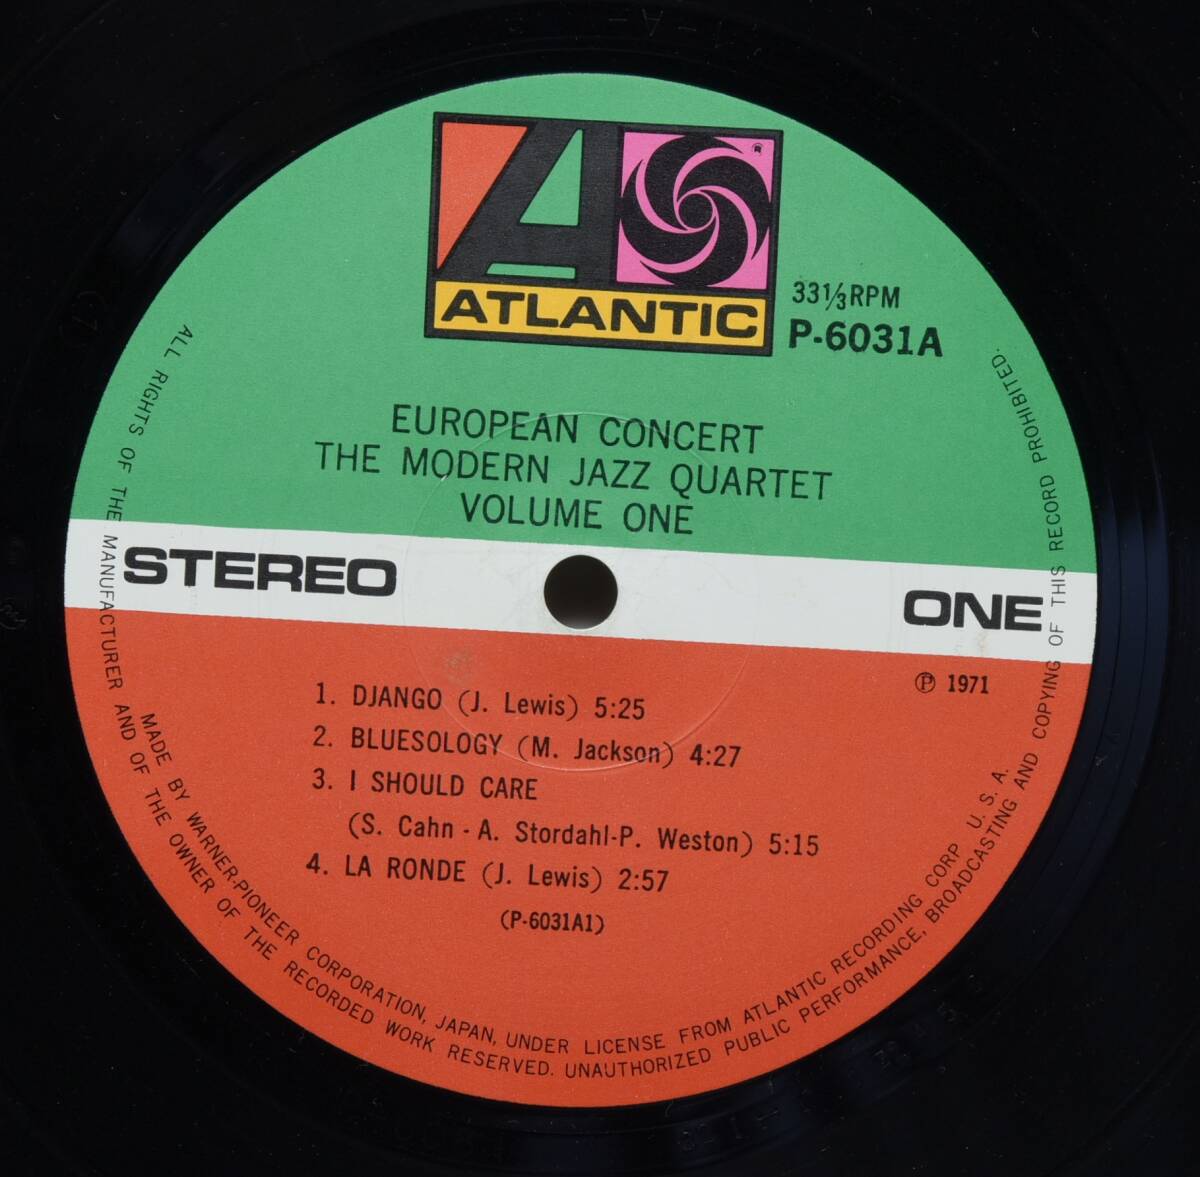 ATLANTIC
33⅓RPM
P-6031A
EUROPEAN CONCERT
THE MODERN JAZZ QUARTET
VOLUME ONE
STEREO
ONE
℗ 1971
1. DJANGO (J. Lewis) 5:25
2. BLUESOLOGY (M. Jackson) 4:27
3. I SHOULD CARE
(S. Cahn - A. Stordahl-P. Weston) 5:15
4. LA RONDE (J. Lewis) 2:57
(P-6031A1)
MADE BY WARNER-PIONEER CORPORATION, JAPAN, UNDER LICENSE FROM ATLANTIC RECORDING CORP U. S. A.
ALL RIGHTS OF THE MANUFACTURER AND OF THE OWNER OF THE RECORDED WORK RESERVED. UNAUTHORIZED PUBLIC PERFORMANCE, BROADCASTING AND COPYING OF THIS RECORD PROHIBITED.